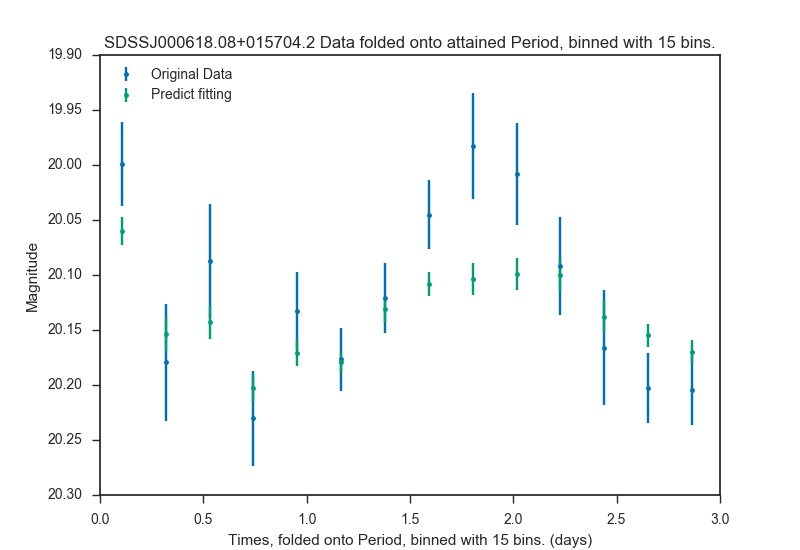 SDSSJ000618.08+015704.2 Data folded onto attained Period, binned with 15 bins.
Original Data
Predict fitting
Magnitude
19.90
19.95
20.00
20.05
20.10
20.15
20.20
20.25
20.30
0.0 0.5 1.0 1.5 2.0 2.5 3.0
Times, folded onto Period, binned with 15 bins. (days)